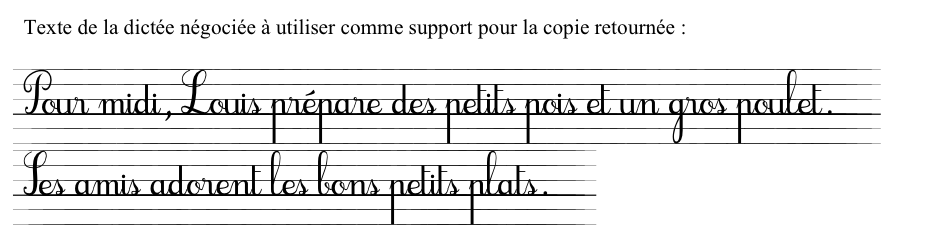 Texte de la dictée négociée à utiliser comme support pour la copie retournée :
Pour midi, Louis prépare des petits pois et un gros poulet.
Ses amis adorent les bons petits plats.